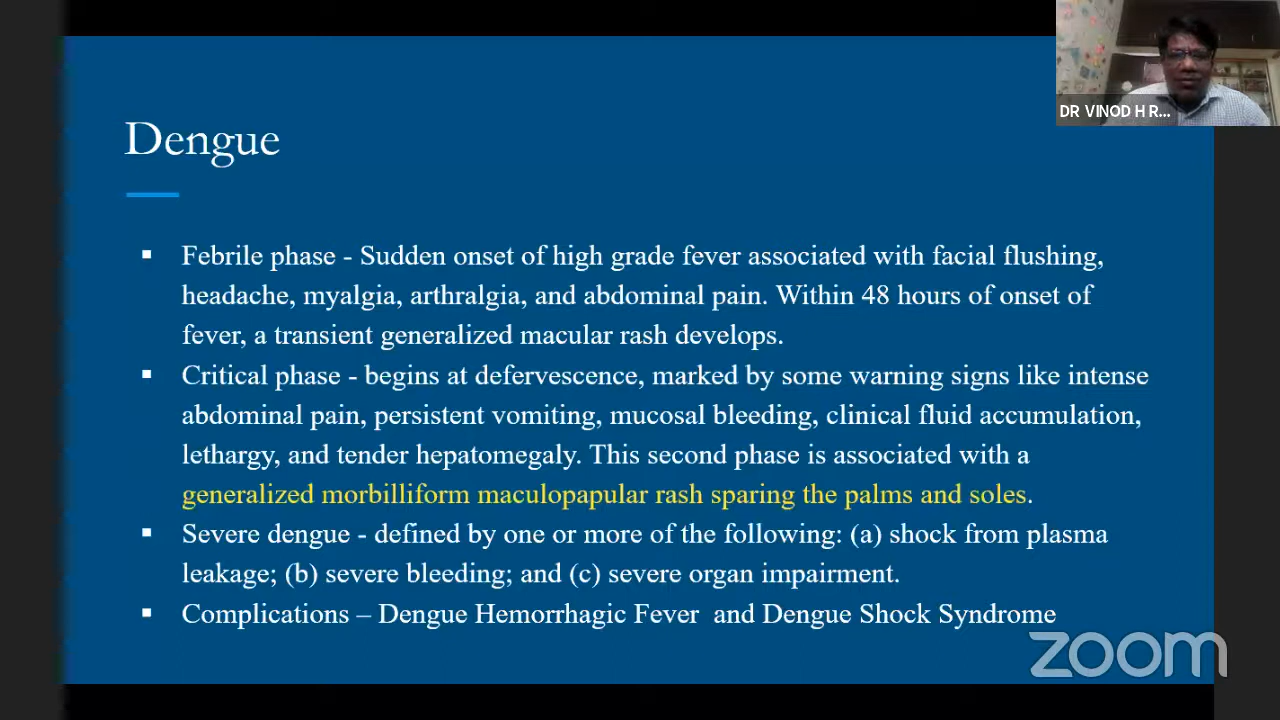 DR VINOD H R...
Dengue
▪ Febrile phase - Sudden onset of high grade fever associated with facial flushing,
headache, myalgia, arthralgia, and abdominal pain. Within 48 hours of onset of
fever, a transient generalized macular rash develops.
▪ Critical phase - begins at defervescence, marked by some warning signs like intense
abdominal pain, persistent vomiting, mucosal bleeding, clinical fluid accumulation,
lethargy, and tender hepatomegaly. This second phase is associated with a
generalized morbilliform maculopapular rash sparing the palms and soles.
▪ Severe dengue - defined by one or more of the following: (a) shock from plasma
leakage; (b) severe bleeding; and (c) severe organ impairment.
▪ Complications – Dengue Hemorrhagic Fever and Dengue Shock Syndrome
zoom